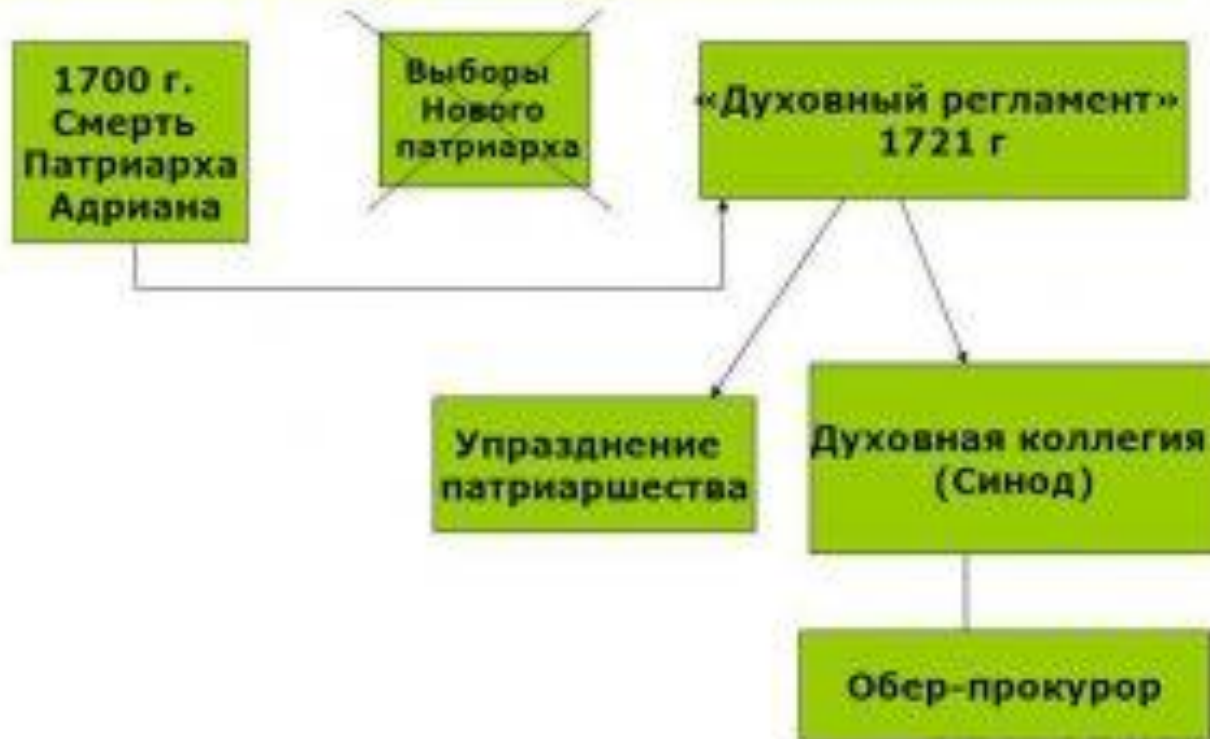 1700 г.
Смерть
Патриарха
Адриана
Выборы
Нового
патриарха
«Духовный регламент»
1721 г
Упразднение
патриаршества
Духовная коллегия
(Синод)
Обер-прокурор